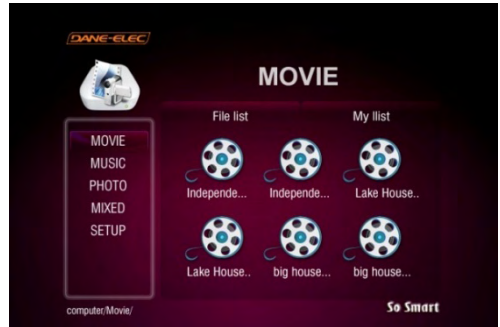 DANE-ELEC
MOVIE
File list
My llist
MOVIE
MUSIC
PHOTO
MIXED
SETUP
Independe...
Independe...
Lake House..
Lake House..
big house...
big house...
computer/Movie/
So Smart